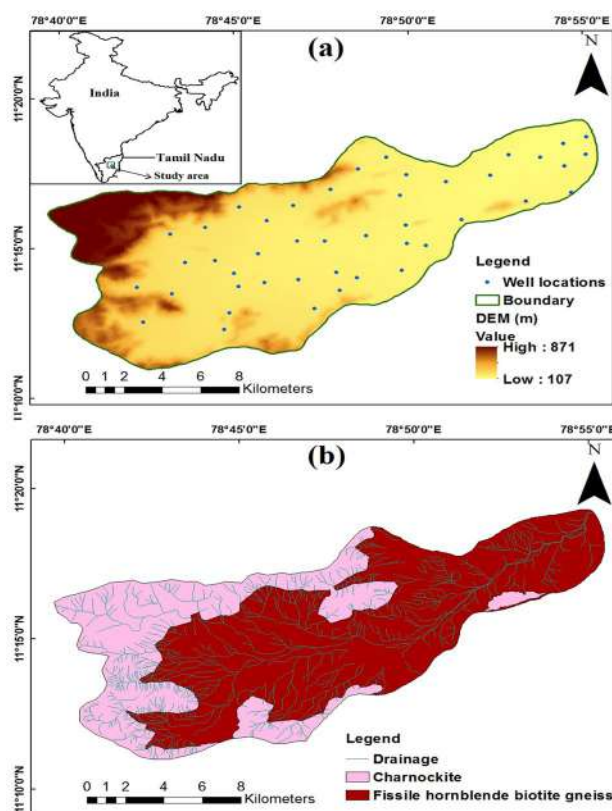 78°40'0"E 78°45'0"E 78°50'0"E 78°55'0"E
(a)
N
India
Tamil Nadu
Study area
11°20'0"N
11°15'0"N
11°10'0"N
Legend
Well locations
Boundary
DEM (m)
Value
High : 871
Low : 107
0 1 2 4 6 8
Kilometers
78°40'0"E 78°45'0"E 78°50'0"E 78°55'0"E
(b)
N
11°20'0"N
11°15'0"N
11°10'0"N
Legend
Drainage
Charnockite
Fissile hornblende biotite gneiss
0 1 2 4 6 8
Kilometers